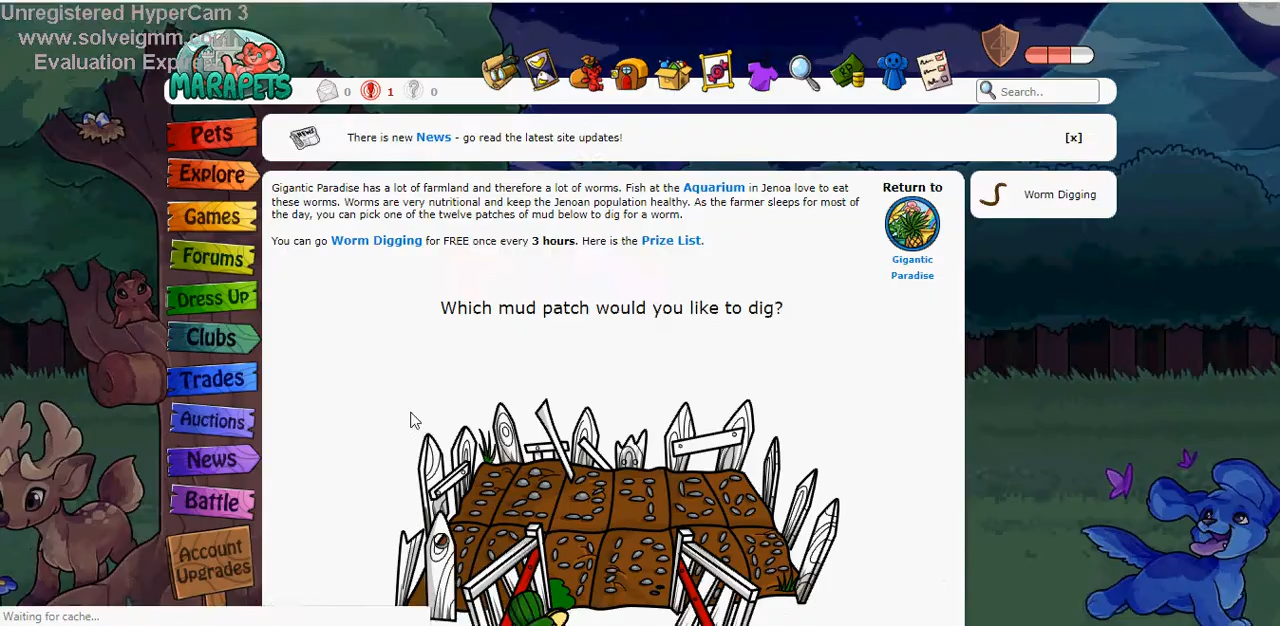 Unregistered HyperCam 3
www.solveigmm.com
Evaluation
MARAPETS
0
1
0
Search..
There is new News - go read the latest site updates!
[x]
Pets
Explore
Games
Forums
Dress Up
Clubs
Trades
Auctions
News
Battle
Account
Upgrades
Gigantic Paradise has a lot of farmland and therefore a lot of worms. Fish at the Aquarium in Jenoa love to eat
these worms. Worms are very nutritional and keep the Jenoan population healthy. As the farmer sleeps for most of
the day, you can pick one of the twelve patches of mud below to dig for a worm.
You can go Worm Digging for FREE once every 3 hours. Here is the Prize List.
Return to
Gigantic
Paradise
Worm Digging
Which mud patch would you like to dig?
Waiting for cache...